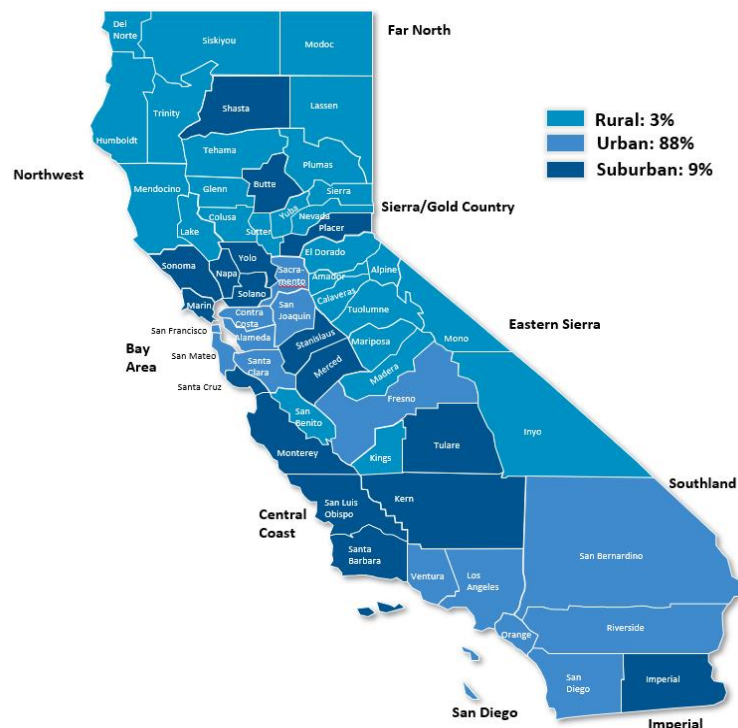 Del
Norte
Siskiyou
Modoc
Far North
Shasta
Lassen
Trinity
Humboldt
Rural: 3%
Urban: 88%
Suburban: 9%
Tehama
Plumas
Northwest
Mendocino
Glenn
Butte
Sierra
Colusa
Yuba
Nevada
Sierra/Gold Country
Lake
Sutter
Placer
Sonoma
Yolo
El Dorado
Napa
Sacra-
mento
Amador
Alpine
Solano
Calaveras
Marin
San
Joaquin
Tuolumne
Contra
Costa
Eastern Sierra
San Francisco
Alameda
Stanislaus
Mariposa
Mono
Bay
Area
San Mateo
Santa
Clara
Merced
Madera
Santa Cruz
Fresno
San
Benito
Inyo
Monterey
Kings
Tulare
Southland
Central
Coast
San Luis
Obispo
Kern
Santa
Barbara
San Bernardino
Ventura
Los
Angeles
Orange
Riverside
San
Diego
Imperial
San Diego
Imperial